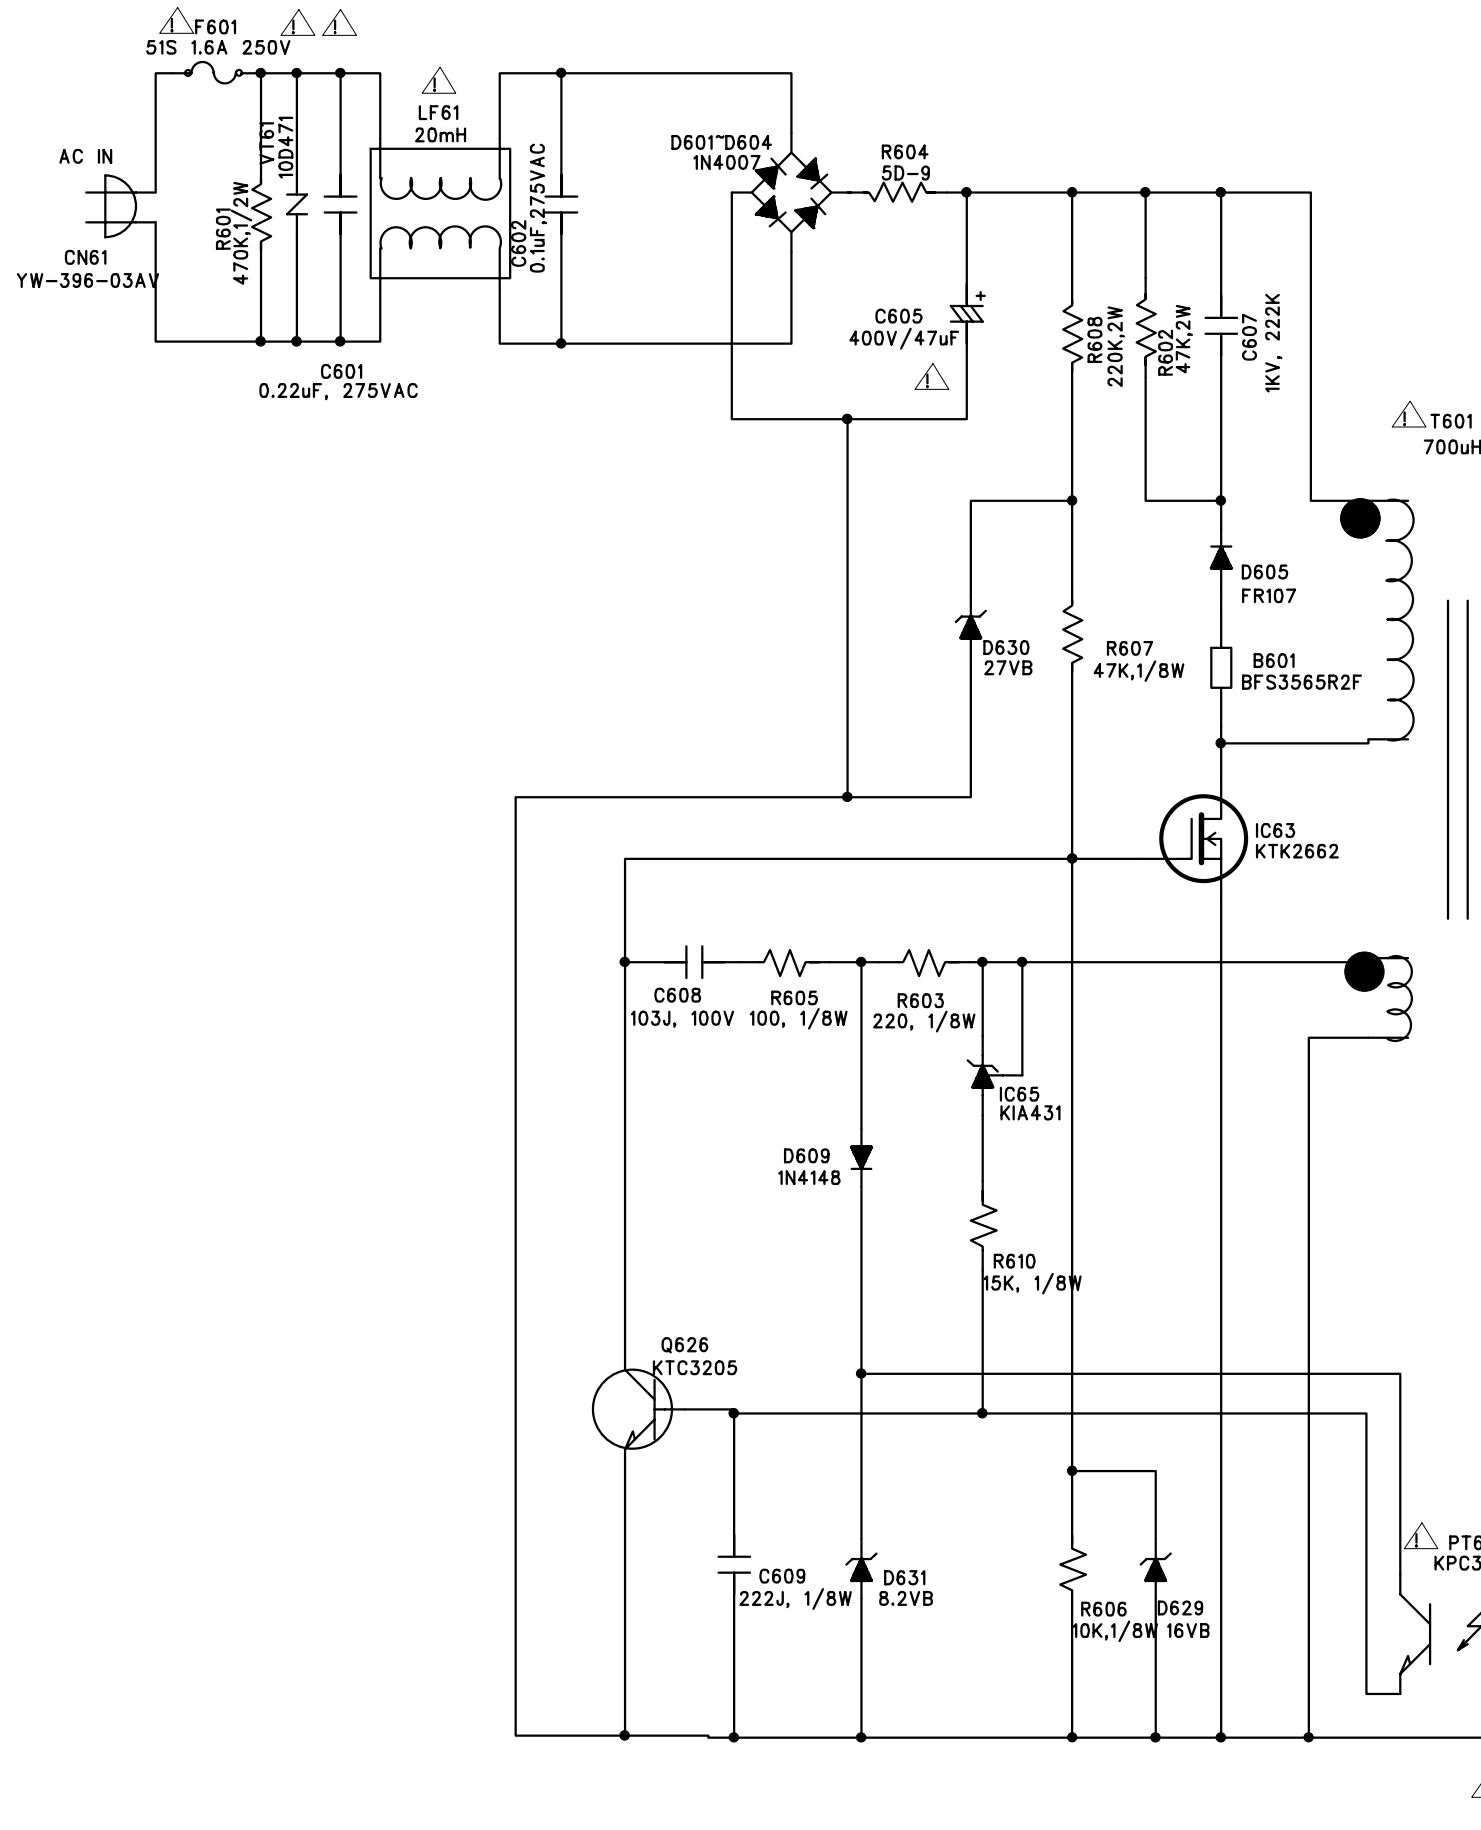 F601
51S 1.6A 250V
AC IN
CN61
YW-396-03AV
R601
470K,1/2W
VT61
10D471
C601
0.22uF, 275VAC
LF61
20mH
C602
0.1uF,275VAC
D601~D604
1N4007
R604
5D-9
+
C605
400V/47uF
R608
220K,2W
R602
47K,2W
C607
1KV, 222K
T601
700uH
D605
FR107
D630
27VB
R607
47K,1/8W
B601
BFS3565R2F
IC63
KTK2662
C608
103J, 100V
R605
100, 1/8W
R603
220, 1/8W
IC65
KIA431
D609
1N4148
R610
15K, 1/8W
Q626
KTC3205
C609
222J, 1/8W
D631
8.2VB
R606
10K,1/8W
D629
16VB